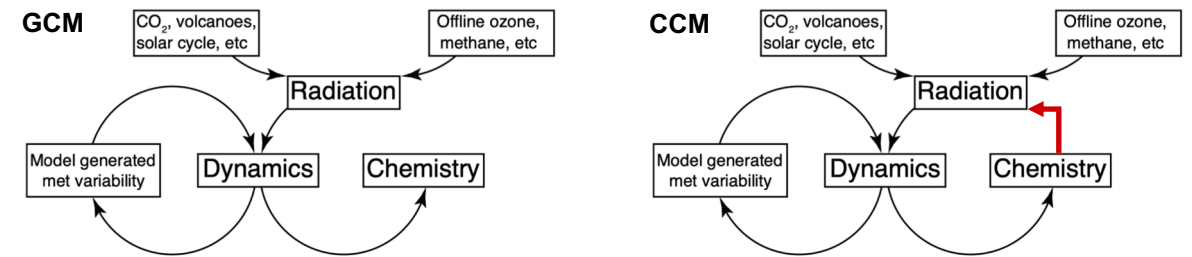 GCM
CO₂, volcanoes,
solar cycle, etc
Offline ozone,
methane, etc
Radiation
Model generated
met variability
Dynamics
Chemistry
CCM
CO₂, volcanoes,
solar cycle, etc
Offline ozone,
methane, etc
Radiation
Model generated
met variability
Dynamics
Chemistry